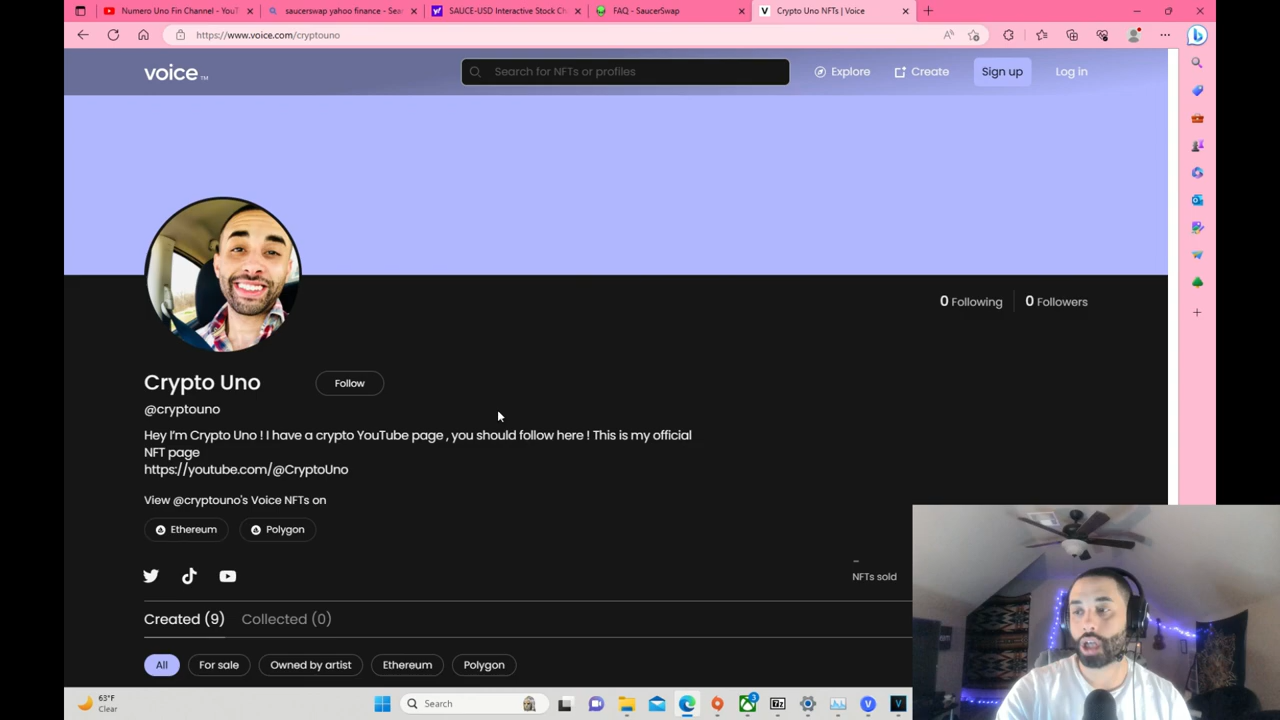 Numero Uno Fin Channel - YouT
saucerswap yahoo finance - Sea
SAUCE-USD Interactive Stock Ch
FAQ - SaucerSwap
Crypto Uno NFTs | Voice
https://www.voice.com/cryptouno
voice ™
Search for NFTs or profiles
Explore
Create
Sign up
Log in
0 Following
0 Followers
Crypto Uno
Follow
@cryptouno
Hey I'm Crypto Uno ! I have a crypto YouTube page , you should follow here ! This is my official
NFT page
https://youtube.com/@CryptoUno
View @cryptouno's Voice NFTs on
Ethereum
Polygon
–
NFTs sold
Created (9)
Collected (0)
All
For sale
Owned by artist
Ethereum
Polygon
63°F
Clear
Search
3